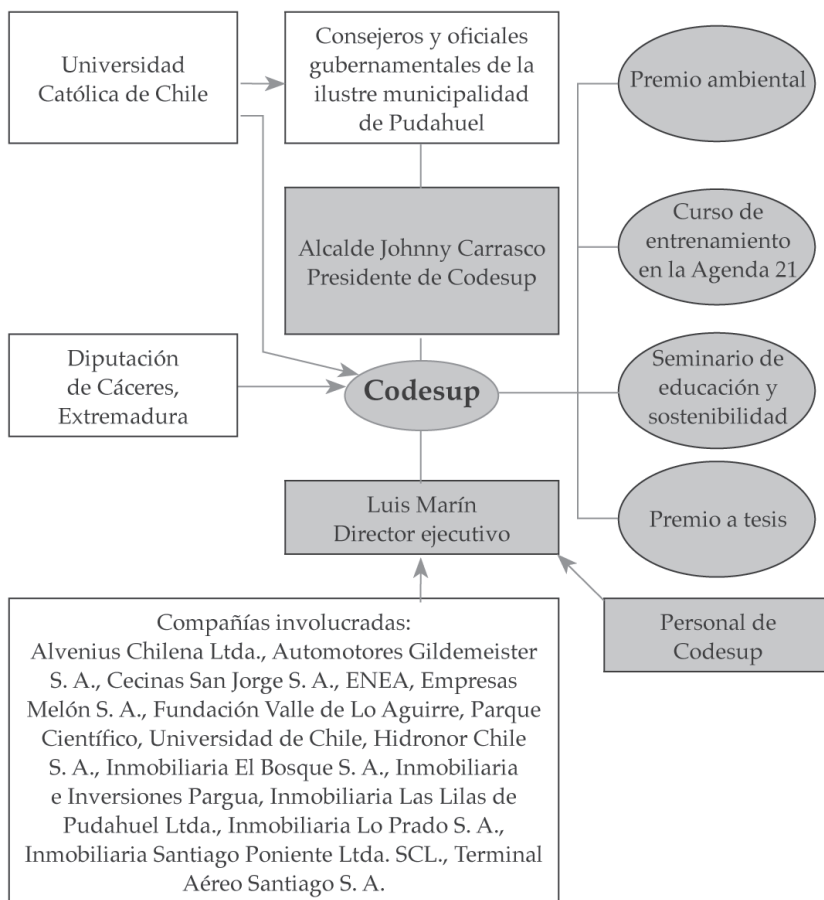 Universidad
Católica de Chile
Consejeros y oficiales
gubernamentales de la
ilustre municipalidad
de Pudahuel
Premio ambiental
Alcalde Johnny Carrasco
Presidente de Codesup
Curso de
entrenamiento
en la Agenda 21
Diputación
de Cáceres,
Extremadura
Codesup
Seminario de
educación y
sostenibilidad
Luis Marín
Director ejecutivo
Premio a tesis
Compañías involucradas:
Alvenius Chilena Ltda., Automotores Gildemeister
S. A., Cecinas San Jorge S. A., ENEA, Empresas
Melón S. A., Fundación Valle de Lo Aguirre, Parque
Científico, Universidad de Chile, Hidronor Chile
S. A., Inmobiliaria El Bosque S. A., Inmobiliaria
e Inversiones Pargua, Inmobiliaria Las Lilas de
Pudahuel Ltda., Inmobiliaria Lo Prado S. A.,
Inmobiliaria Santiago Poniente Ltda. SCL., Terminal
Aéreo Santiago S. A.
Personal de
Codesup